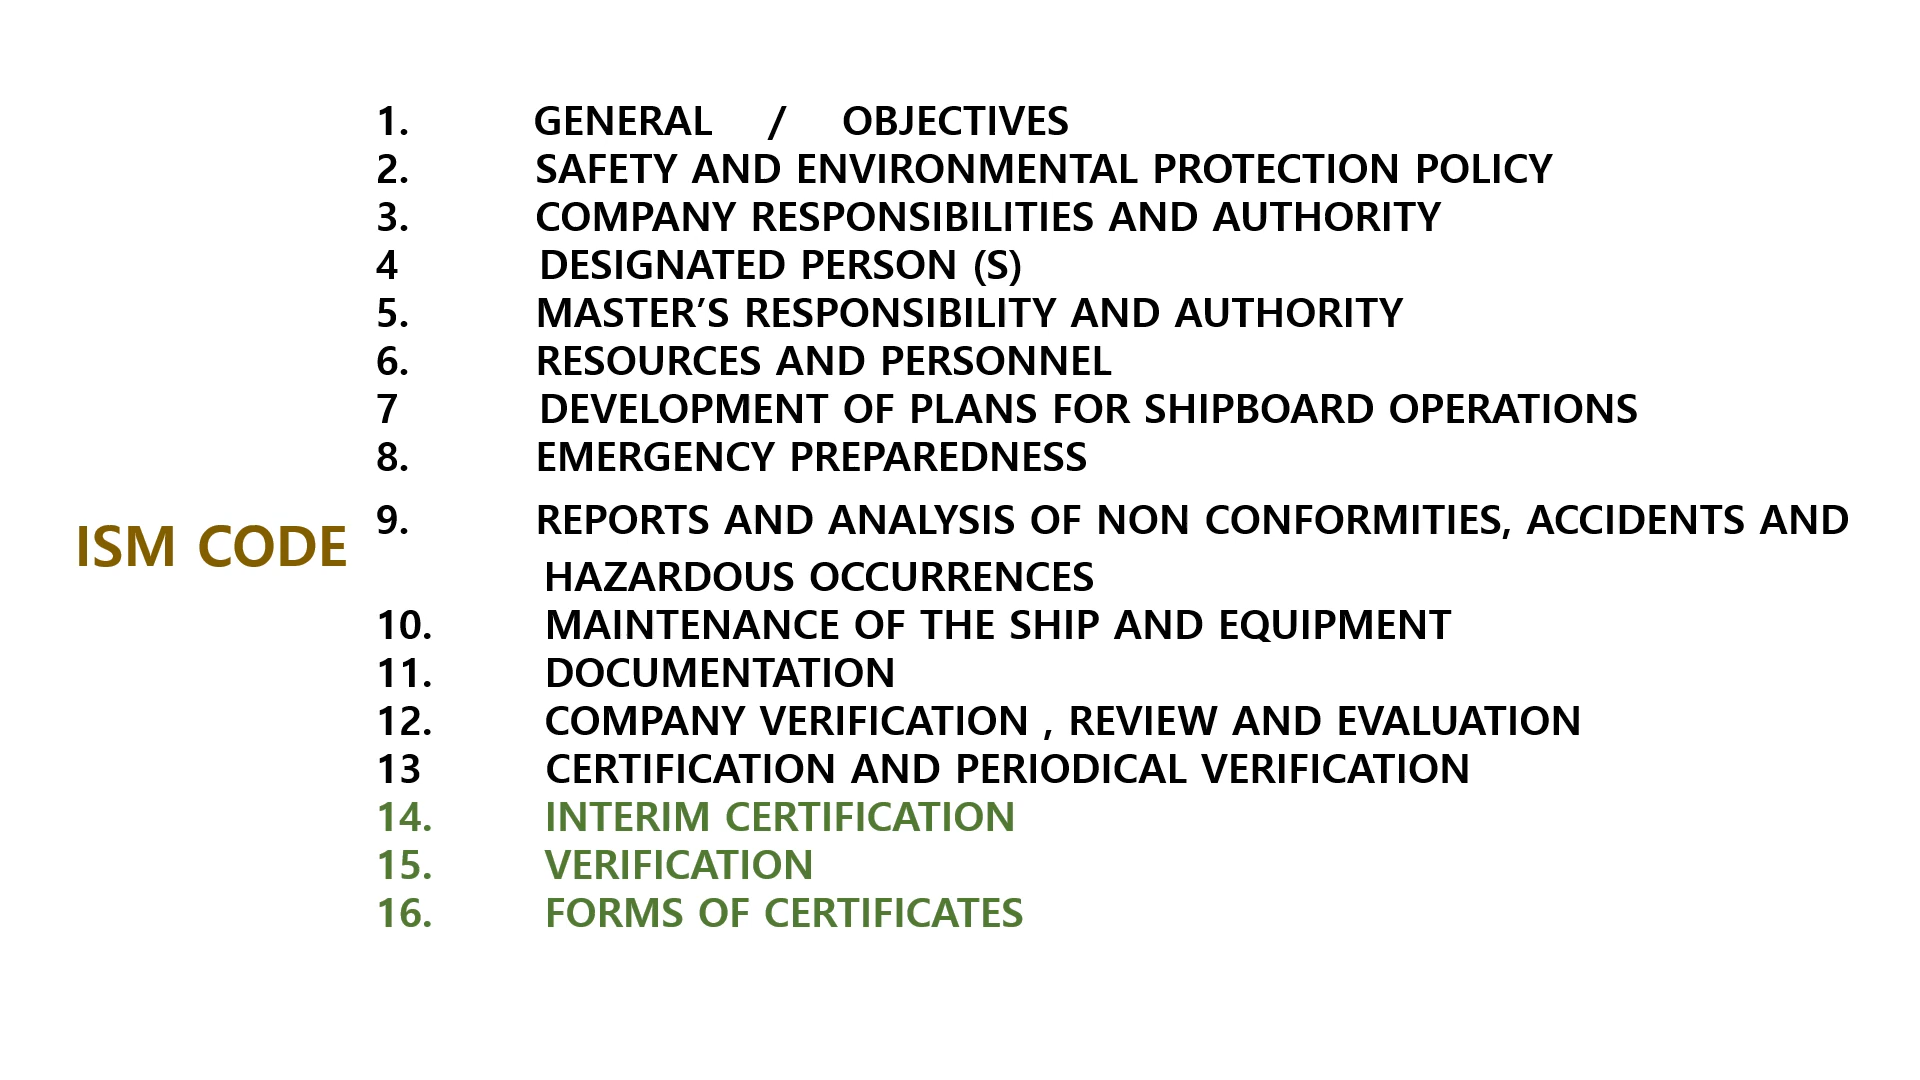 ISM CODE
1. GENERAL / OBJECTIVES
2. SAFETY AND ENVIRONMENTAL PROTECTION POLICY
3. COMPANY RESPONSIBILITIES AND AUTHORITY
4 DESIGNATED PERSON (S)
5. MASTER’S RESPONSIBILITY AND AUTHORITY
6. RESOURCES AND PERSONNEL
7 DEVELOPMENT OF PLANS FOR SHIPBOARD OPERATIONS
8. EMERGENCY PREPAREDNESS
9. REPORTS AND ANALYSIS OF NON CONFORMITIES, ACCIDENTS AND
HAZARDOUS OCCURRENCES
10. MAINTENANCE OF THE SHIP AND EQUIPMENT
11. DOCUMENTATION
12. COMPANY VERIFICATION , REVIEW AND EVALUATION
13 CERTIFICATION AND PERIODICAL VERIFICATION
14. INTERIM CERTIFICATION
15. VERIFICATION
16. FORMS OF CERTIFICATES